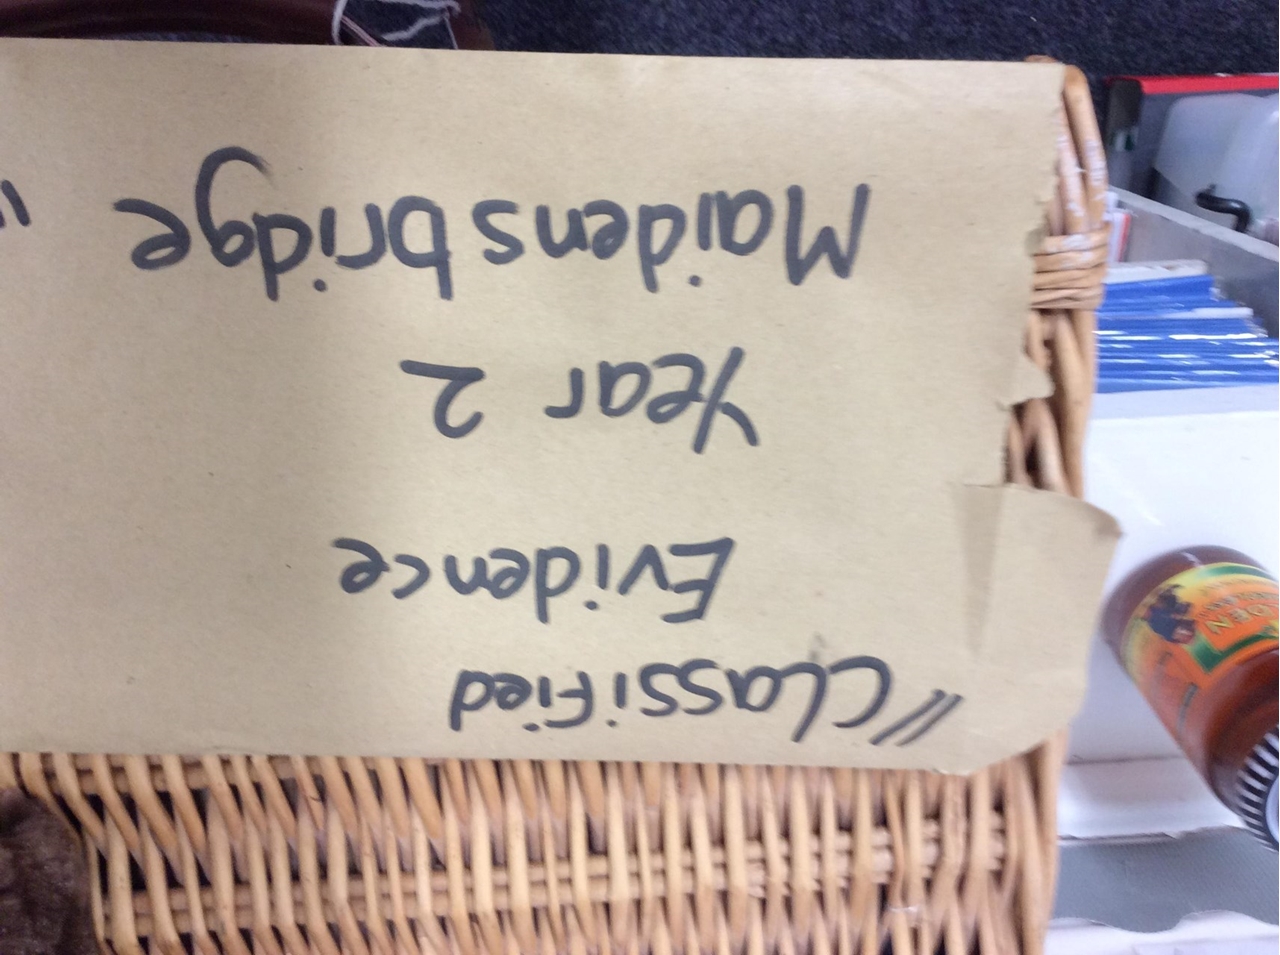 "Classified
Evidence
Year 2
Maidensbridge "